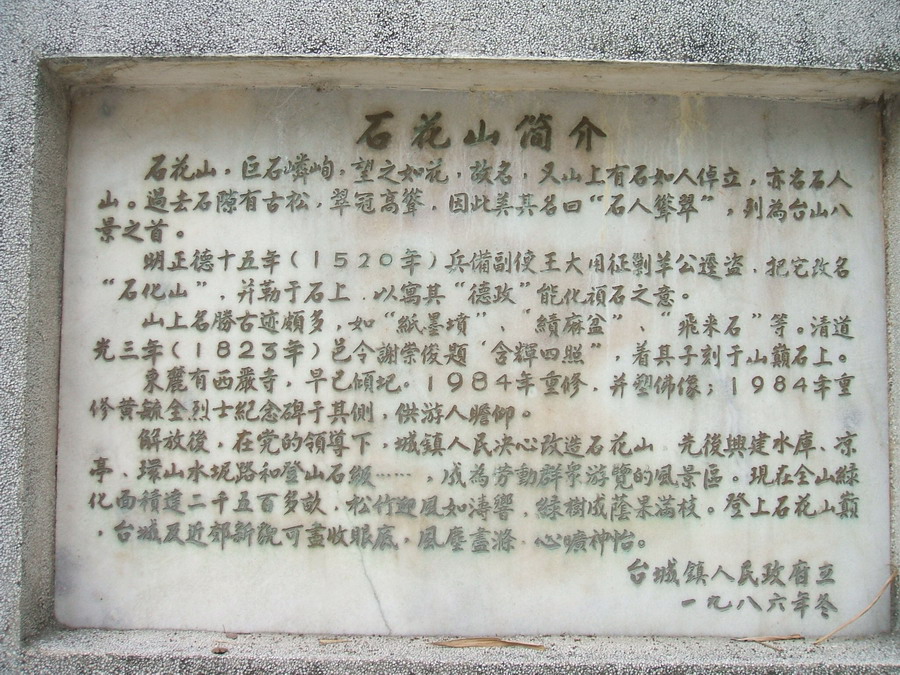 石花山简介
石花山，巨石嶙峋，望之如花，故名，又山上有石如人倬立，亦名石人
山。過去石隙有古松，翠冠高聳，因此美其名曰“石人聳翠”，列為台山八
景之首。
明正德十五年(1520年)兵備副使王大用征剿羊公逕盗，把它改名
“石化山”，并勒于石上，以寓其“德政”能化頑石之意。
山上名勝古迹頗多，如“紙墨墳”、“績麻盆”、“飛来石”等。清道
光三年(1823年)邑令謝崇俊題“含輝四照”，着其子刻于山巔石上。
東麗有西巖寺，早已傾圮。1984年重修，并塑佛像；1984年重
修黄毓全烈士紀念碑于其側，供游人瞻仰。
解放後，在党的領導下，城鎮人民决心改造石花山，先後興建水庫、凉
亭、環山水坭路和登山石級……，成為劳動群衆游覽的風景區。現在全山綠
化面積達二千五百多畝，松竹迎風如濤響，綠樹成蔭果满枝。登上石花山巔
，台城及近郊新貌可盡收眼底，風塵盡滌，心曠神怡。
台城鎮人民政府立
一九八六年冬